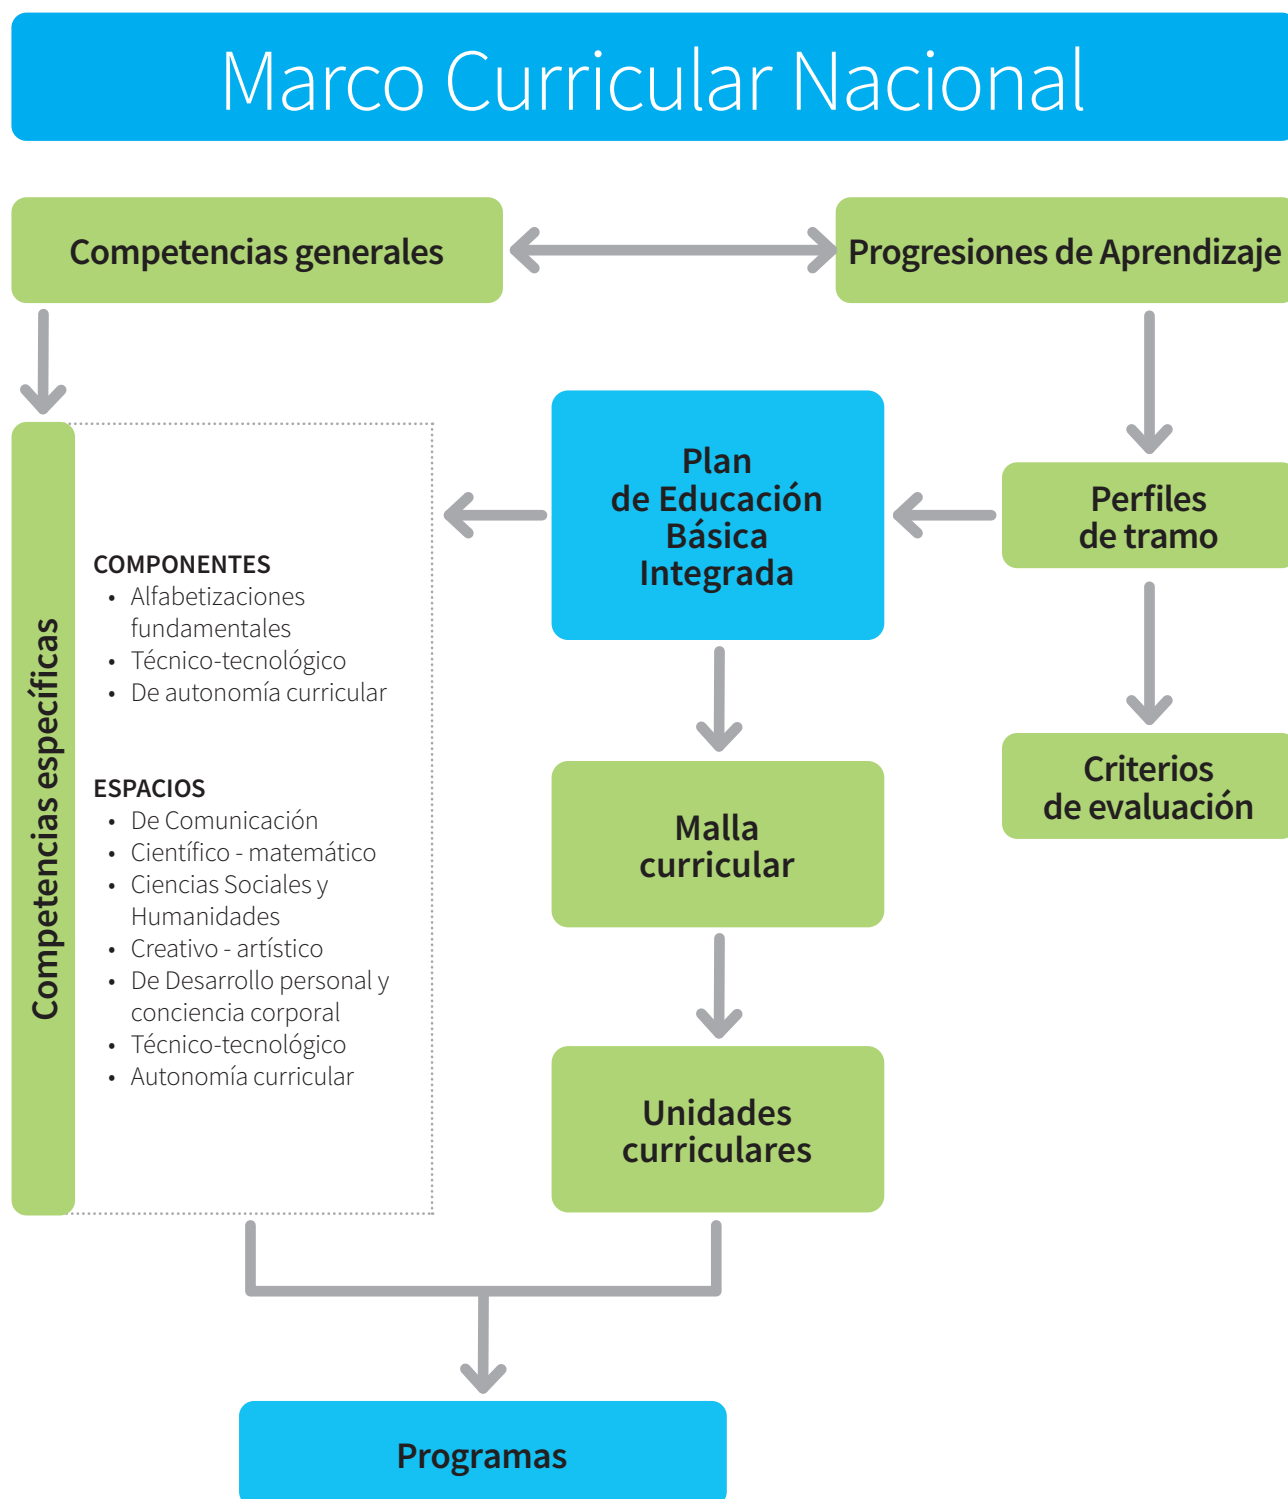 Marco Curricular Nacional
Competencias generales
Progresiones de Aprendizaje
Competencias específicas
COMPONENTES
• Alfabetizaciones
fundamentales
• Técnico-tecnológico
• De autonomía curricular
ESPACIOS
• De Comunicación
• Científico - matemático
• Ciencias Sociales y
Humanidades
• Creativo - artístico
• De Desarrollo personal y
conciencia corporal
• Técnico-tecnológico
• Autonomía curricular
Plan
de Educación
Básica
Integrada
Perfiles
de tramo
Criterios
de evaluación
Malla
curricular
Unidades
curriculares
Programas